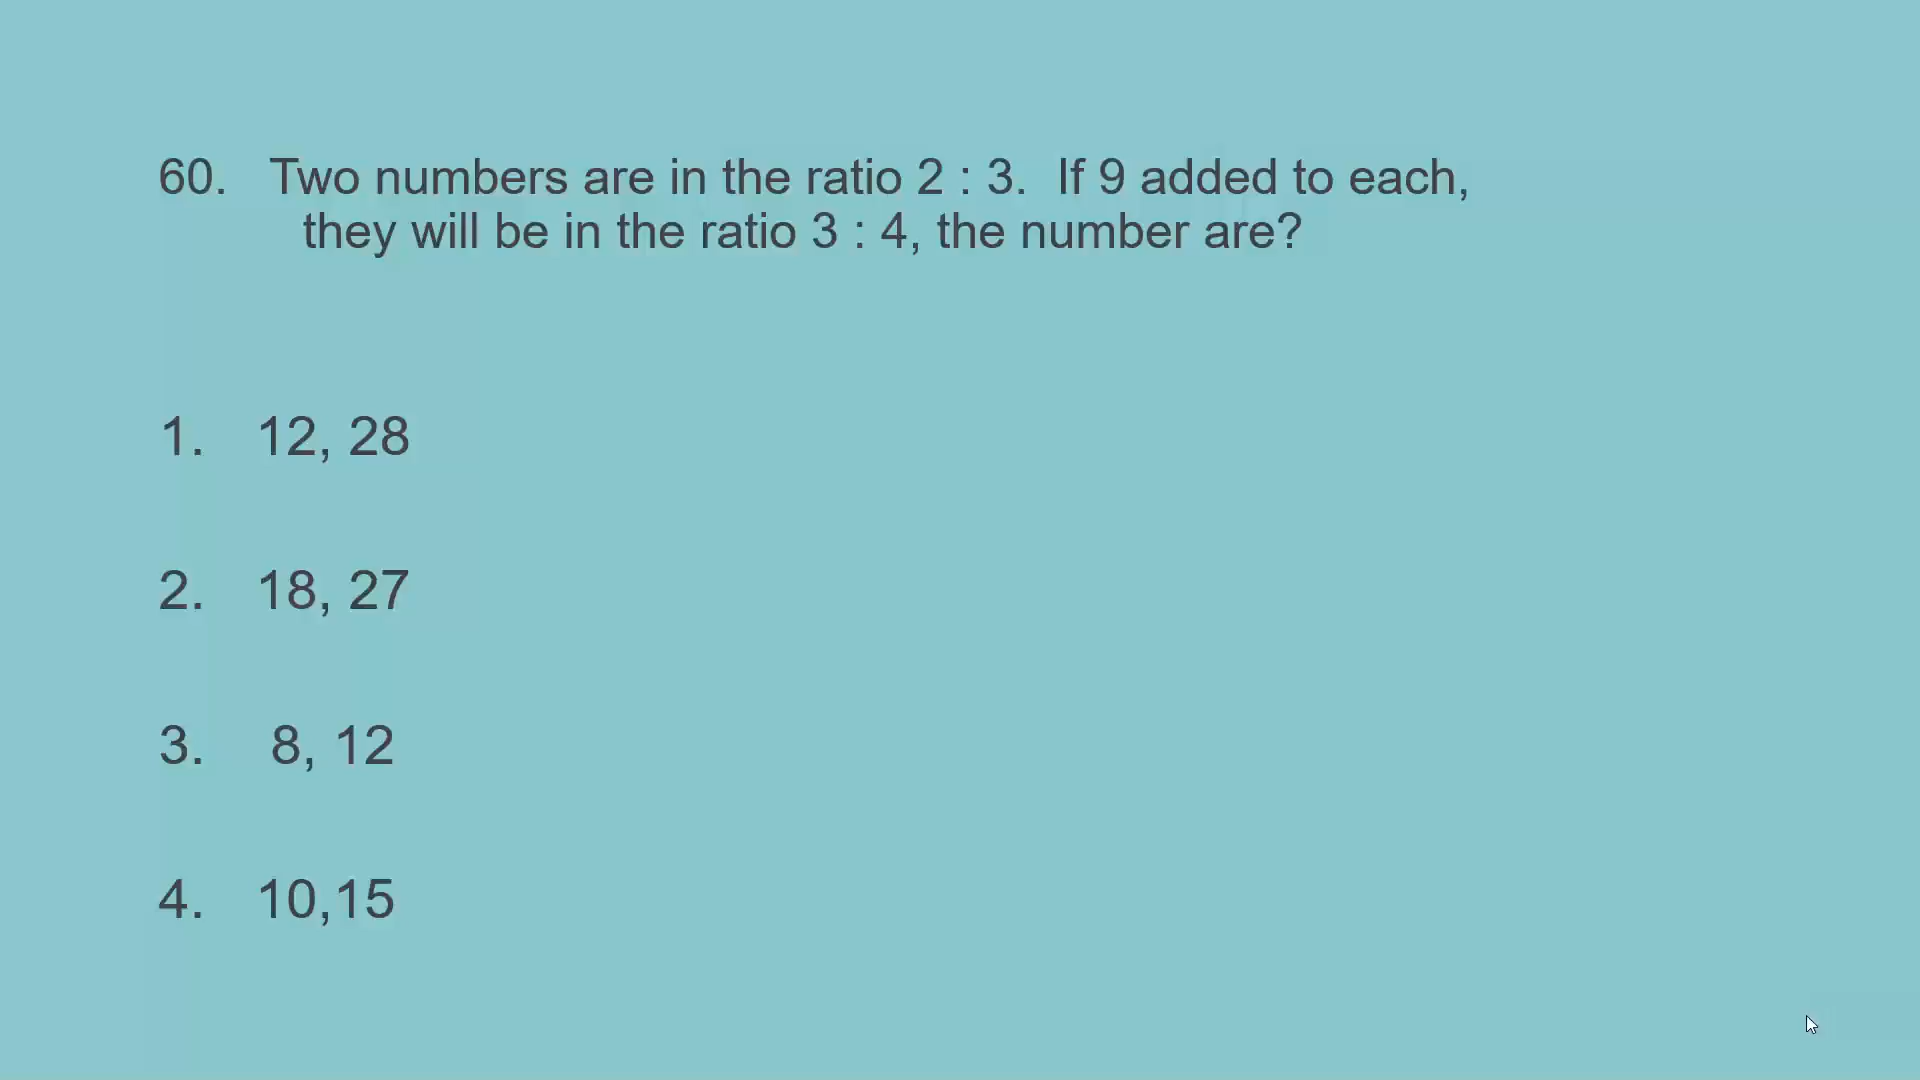 60. Two numbers are in the ratio 2 : 3. If 9 added to each,
they will be in the ratio 3 : 4, the number are?
1. 12, 28
2. 18, 27
3. 8, 12
4. 10,15